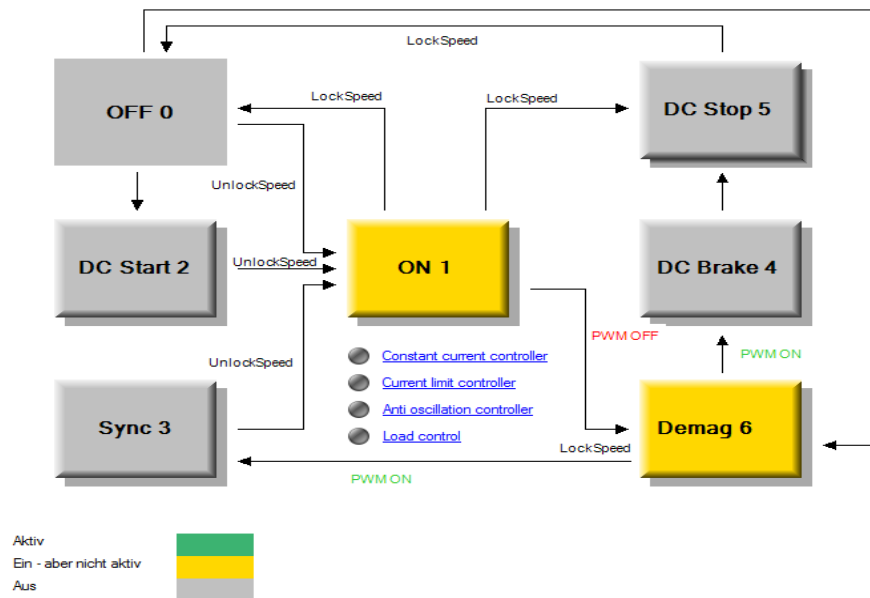 LockSpeed
OFF 0
LockSpeed
LockSpeed
DC Stop 5
UnlockSpeed
DC Start 2
UnlockSpeed
ON 1
DC Brake 4
PWM OFF
PWM ON
UnlockSpeed
Constant current controller
Current limit controller
Anti oscillation controller
Load control
Sync 3
Demag 6
LockSpeed
PWM ON
Aktiv
Ein - aber nicht aktiv
Aus